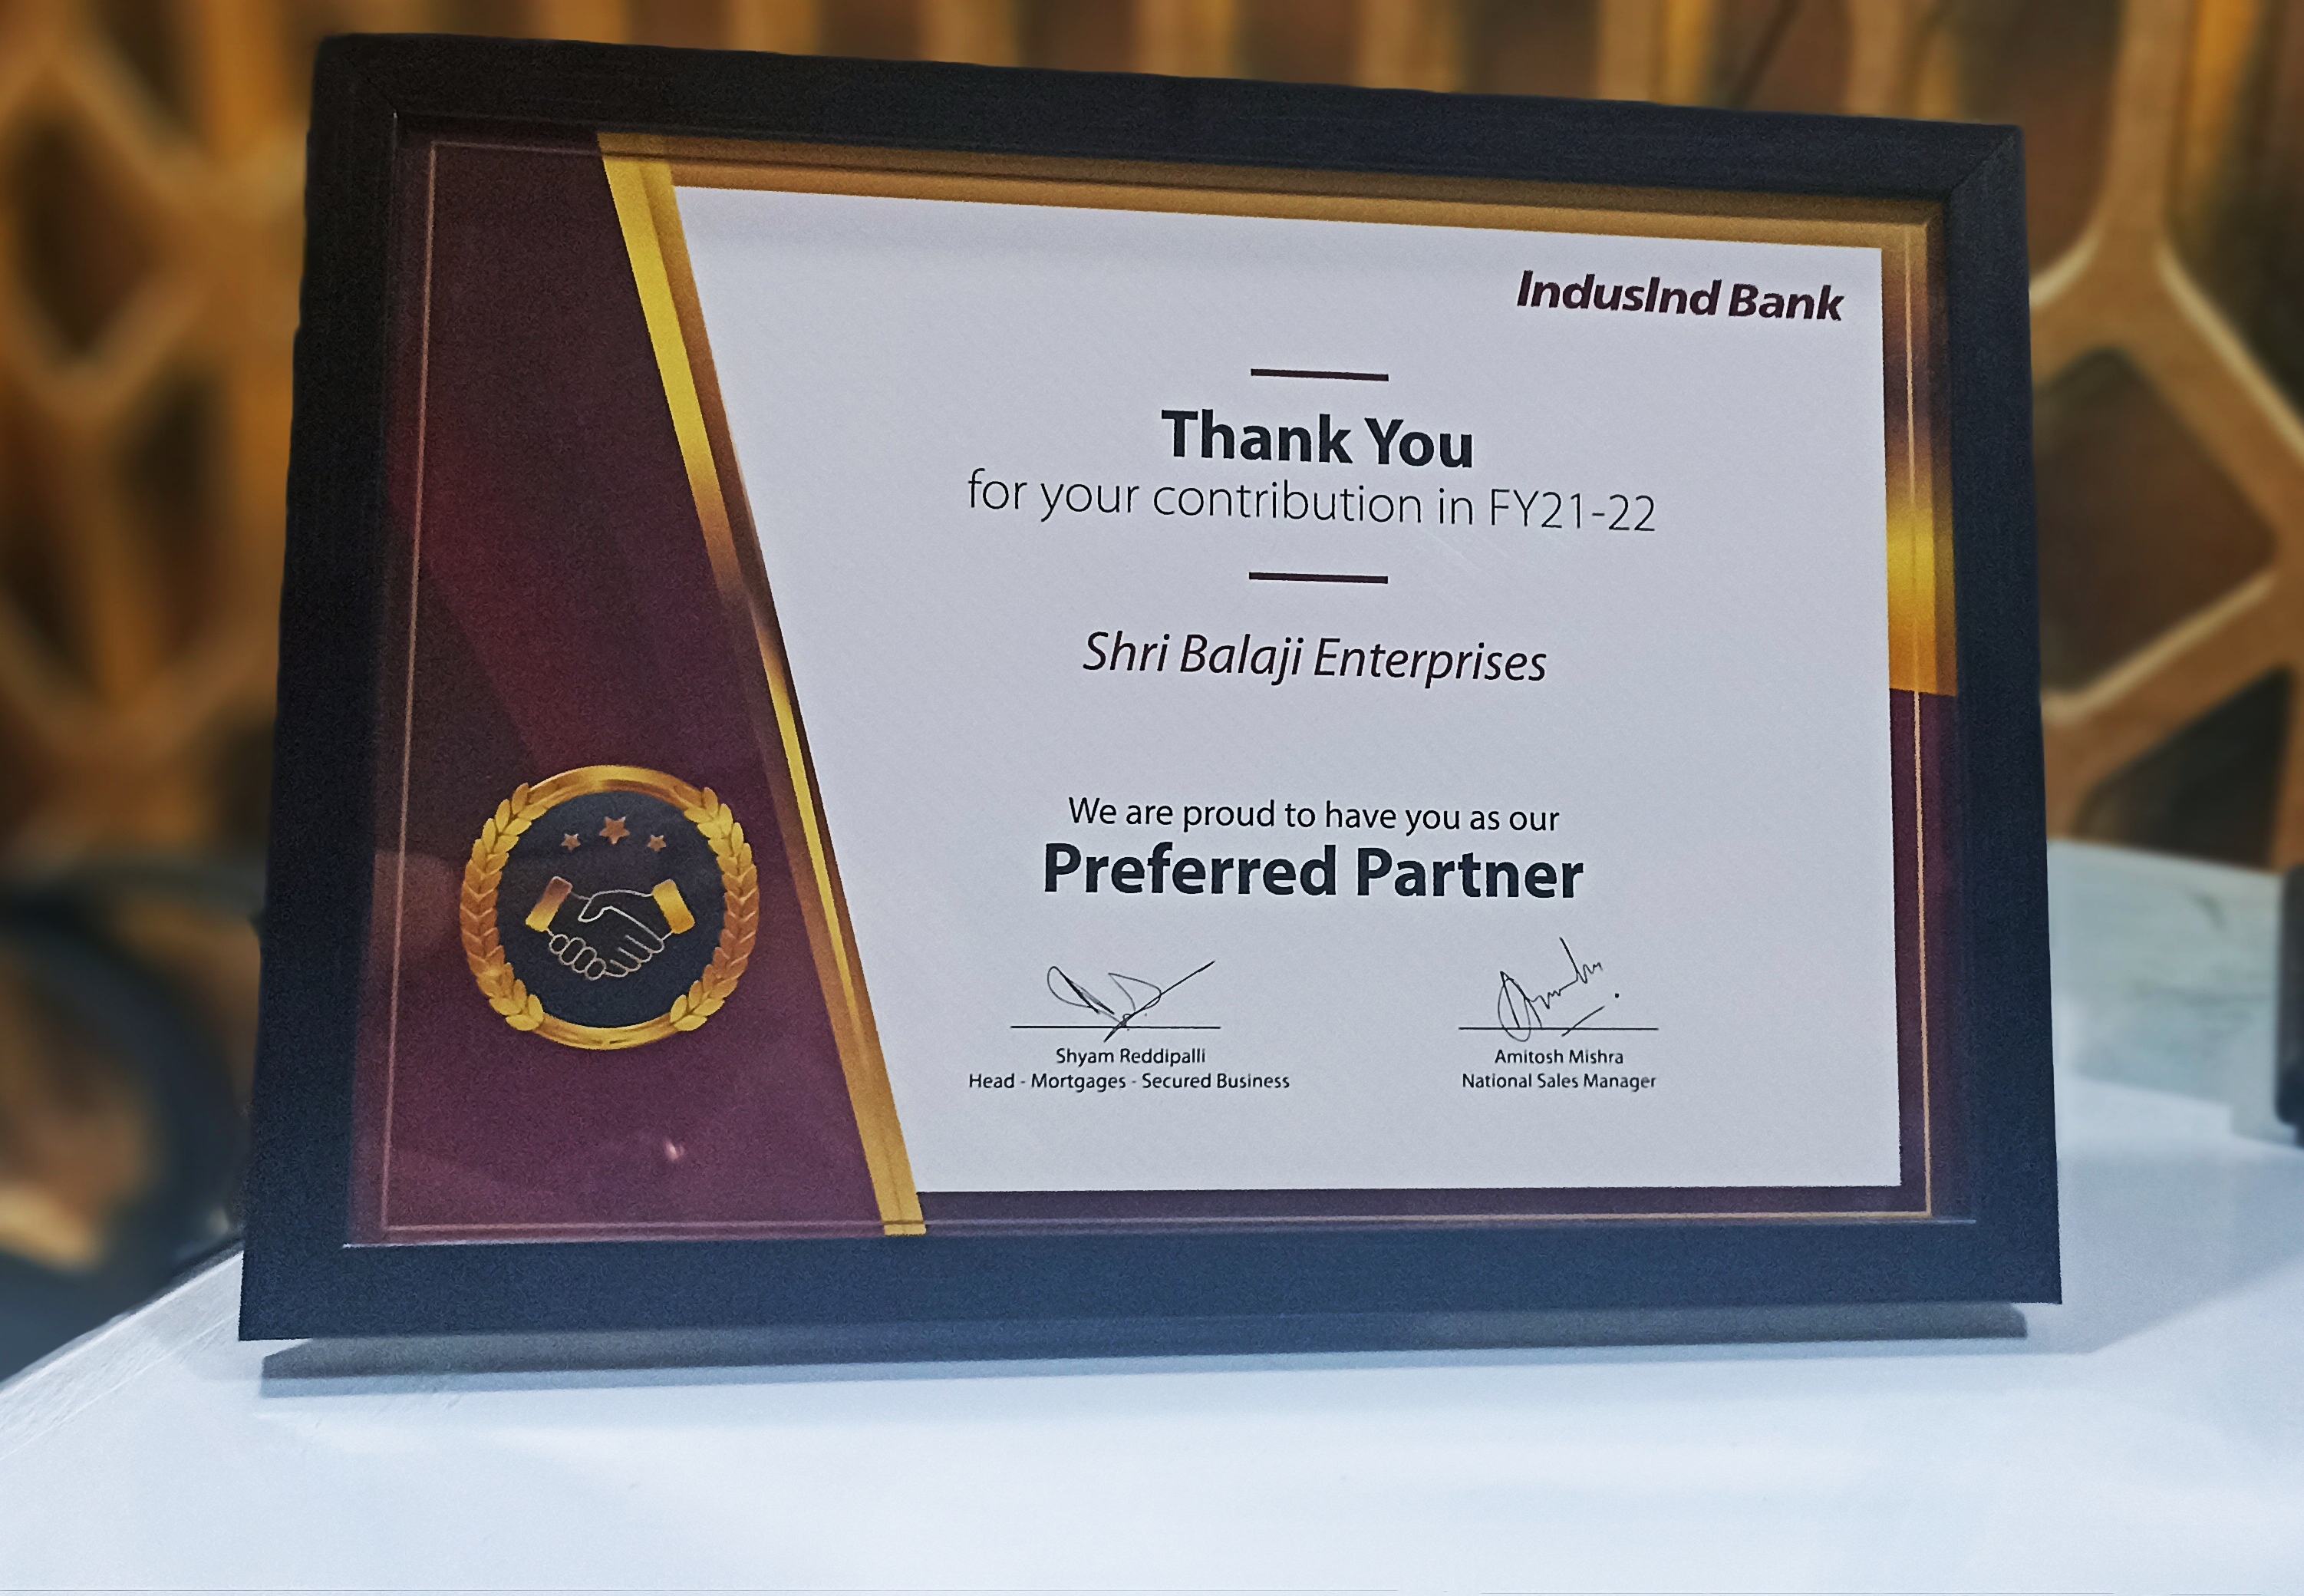 IndusInd Bank
Thank You
for your contribution in FY21-22
Shri Balaji Enterprises
We are proud to have you as our
Preferred Partner
Shyam Reddipalli
Head - Mortgages - Secured Business
Amitosh Mishra
National Sales Manager